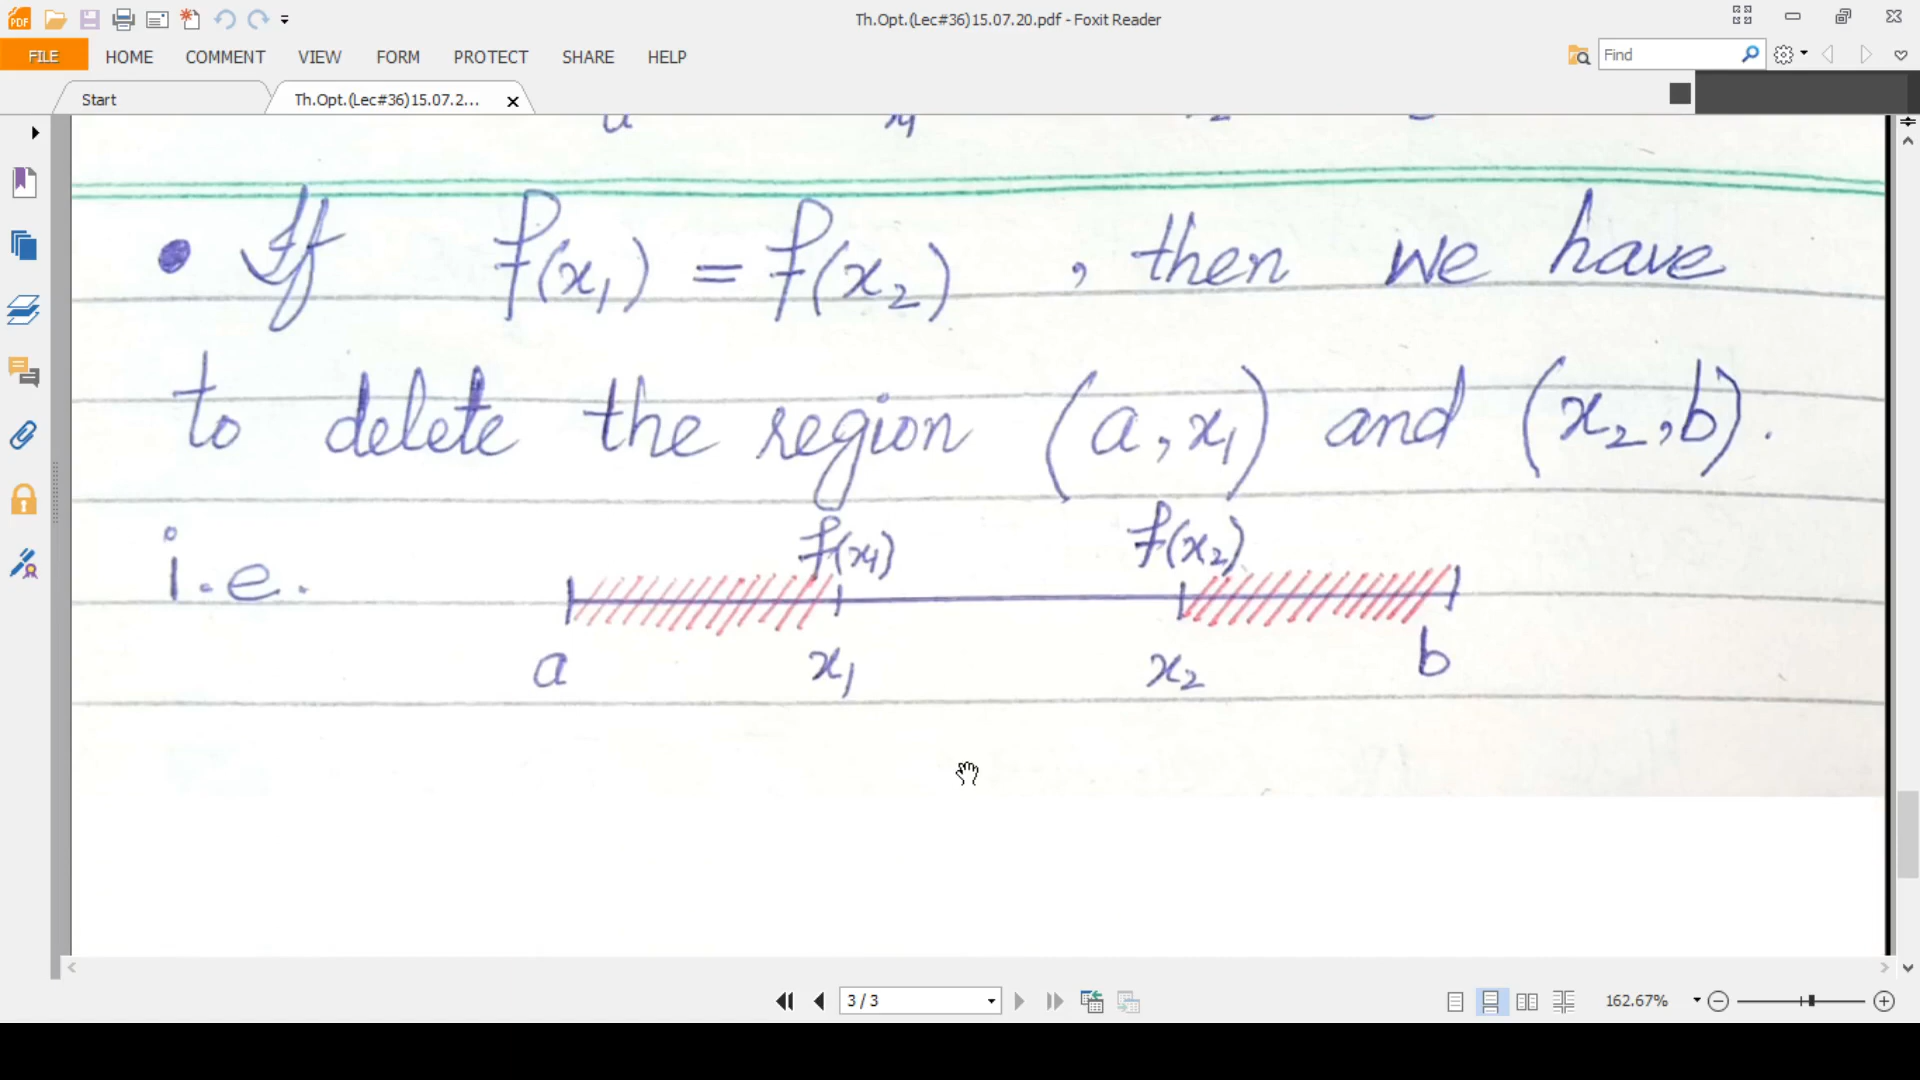 Th.Opt.(Lec#36)15.07.20.pdf - Foxit Reader
FILE HOME COMMENT VIEW FORM PROTECT SHARE HELP
Find
Start
Th.Opt.(Lec#36)15.07.2...
• If f(x₁) = f(x₂) , then we have
to delete the region (a, x₁) and (x₂, b).
i.e.
f(x₁) f(x₂)
a x₁ x₂ b
3 / 3
162.67%